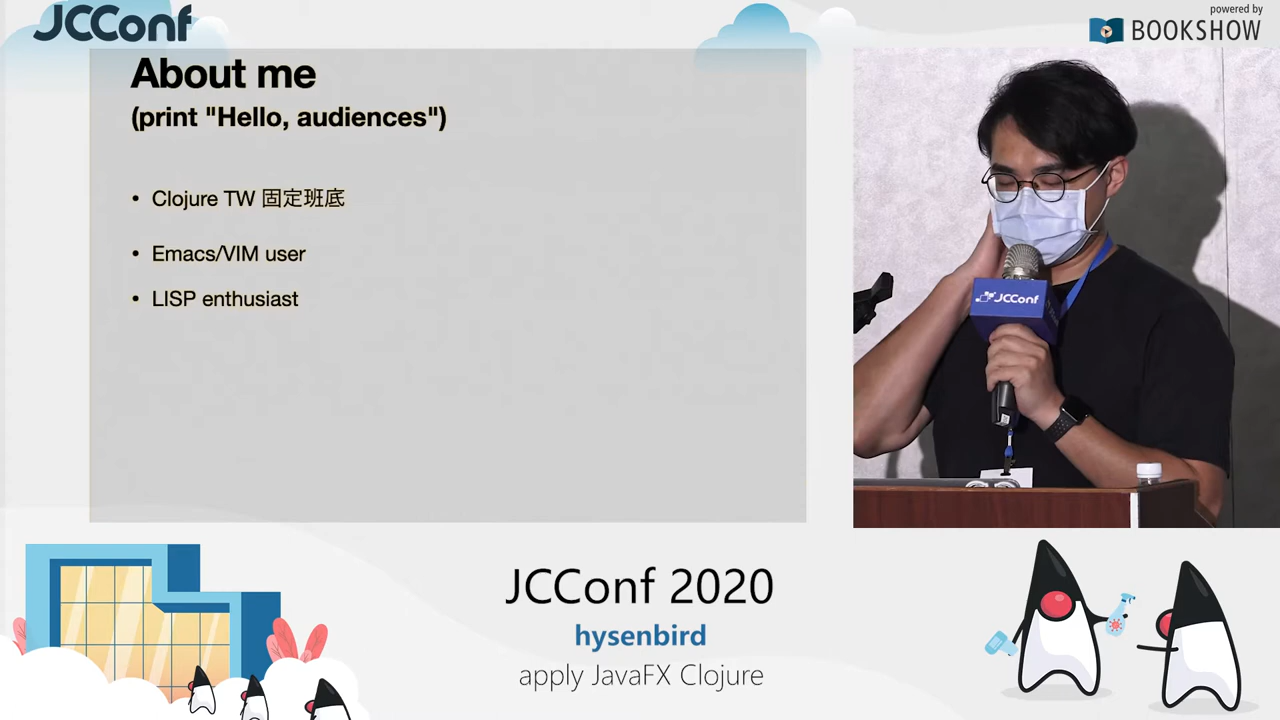 JCConf
powered by
BOOKSHOW
About me
(print "Hello, audiences")
• Clojure TW 固定班底
• Emacs/VIM user
• LISP enthusiast
JCConf
JCConf 2020
hysenbird
apply JavaFX Clojure